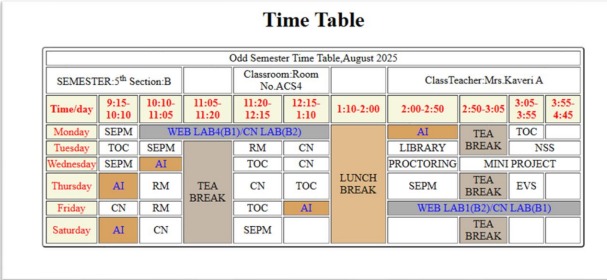 Time Table
Odd Semester Time Table,August 2025
SEMESTER:5th Section:B Classroom:Room No.ACS4 ClassTeacher:Mrs.Kaveri A
Time/day 9:15-10:10 10:10-11:05 11:05-11:20 11:20-12:15 12:15-1:10 1:10-2:00 2:00-2:50 2:50-3:05 3:05-3:55 3:55-4:45
Monday SEPM WEB LAB4(B1)/CN LAB(B2) LUNCH BREAK AI TEA BREAK TOC
Tuesday TOC SEPM TEA BREAK RM CN LIBRARY NSS
Wednesday SEPM AI TOC CN PROCTORING MINI PROJECT
Thursday AI RM CN TOC SEPM TEA BREAK EVS
Friday CN RM TOC AI WEB LAB1(B2)/CN LAB(B1)
Saturday AI CN SEPM TEA BREAK